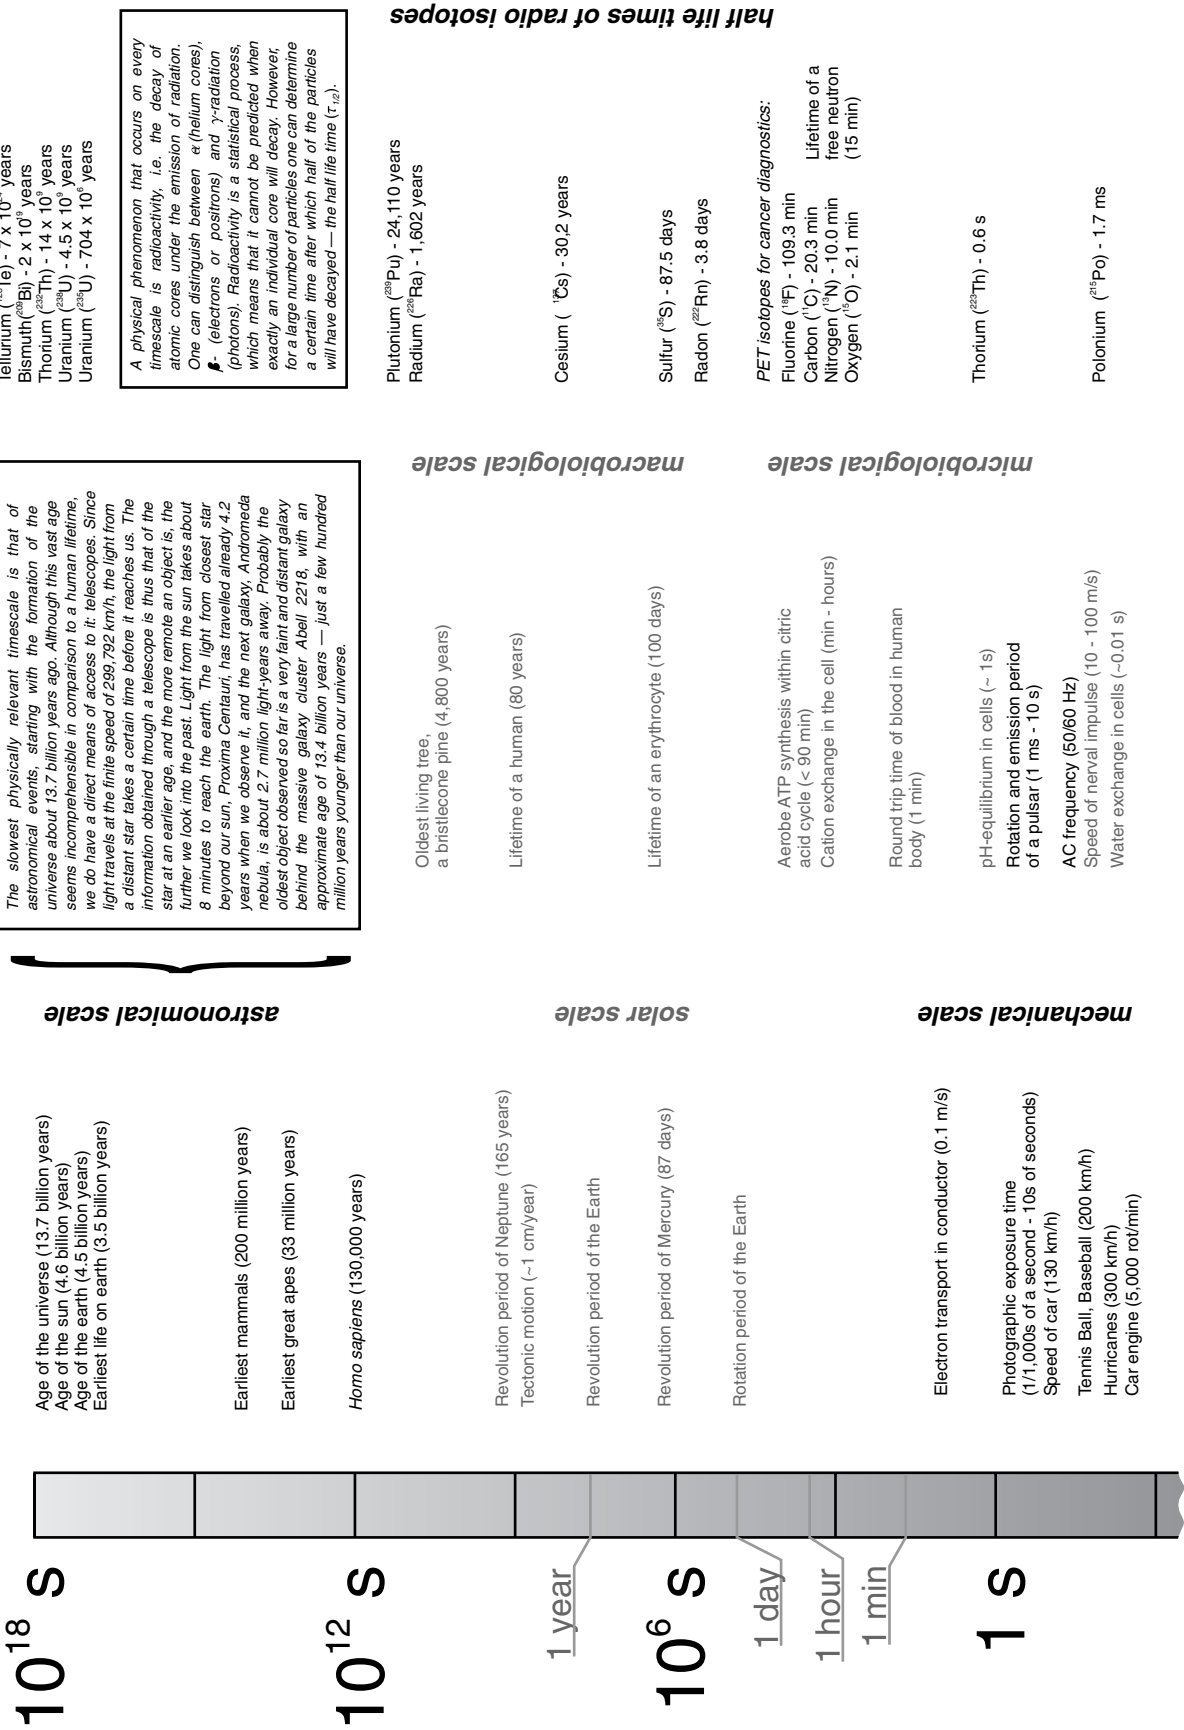 10¹⁸ s
10¹² s
1 year
10⁶ s
1 day
1 hour
1 min
1 s
Age of the universe (13.7 billion years)
Age of the sun (4.6 billion years)
Age of the earth (4.5 billion years)
Earliest life on earth (3.5 billion years)
Earliest mammals (200 million years)
Earliest great apes (33 million years)
Homo sapiens (130,000 years)
Revolution period of Neptune (165 years)
Tectonic motion (~1 cm/year)
Revolution period of the Earth
Revolution period of Mercury (87 days)
Rotation period of the Earth
Electron transport in conductor (0.1 m/s)
Photographic exposure time
(1/1,000s of a second - 10s of seconds)
Speed of car (130 km/h)
Tennis Ball, Baseball (200 km/h)
Hurricanes (300 km/h)
Car engine (5,000 rot/min)
astronomical scale
solar scale
mechanical scale
The slowest physically relevant timescale is that of
astronomical events, starting with the formation of the
universe about 13.7 billion years ago. Although this vast age
seems incomprehensible in comparison to a human lifetime,
we do have a direct means of access to it: telescopes. Since
light travels at the finite speed of 299,792 km/h, the light from
a distant star takes a certain time before it reaches us. The
information obtained through a telescope is thus that of the
star at an earlier age, and the more remote an object is, the
further we look into the past. Light from the sun takes about
8 minutes to reach the earth. The light from closest star
beyond our sun, Proxima Centauri, has travelled already 4.2
years when we observe it, and the next galaxy, Andromeda
nebula, is about 2.7 million light-years away. Probably the
oldest object observed so far is a very faint and distant galaxy
behind the massive galaxy cluster Abell 2218, with an
approximate age of 13.4 billion years — just a few hundred
million years younger than our universe.
Oldest living tree,
a bristlecone pine (4,800 years)
Lifetime of a human (80 years)
Lifetime of an erythrocyte (100 days)
Aerobe ATP synthesis within citric
acid cycle (< 90 min)
Cation exchange in the cell (min - hours)
Round trip time of blood in human
body (1 min)
pH-equilibrium in cells (~ 1s)
Rotation and emission period
of a pulsar (1 ms - 10 s)
AC frequency (50/60 Hz)
Speed of nerval impulse (10 - 100 m/s)
Water exchange in cells (~0.01 s)
macrobiological scale
microbiological scale
Tellurium (¹²⁸Te) - 7 x 10²⁴ years
Bismuth(²⁰⁹Bi) - 2 x 10¹⁹ years
Thorium (²³²Th) - 14 x 10⁹ years
Uranium (²³⁸U) - 4.5 x 10⁹ years
Uranium (²³⁵U) - 704 x 10⁶ years
A physical phenomenon that occurs on every
timescale is radioactivity, i.e. the decay of
atomic cores under the emission of radiation.
One can distinguish between α (helium cores),
β- (electrons or positrons) and γ-radiation
(photons). Radioactivity is a statistical process,
which means that it cannot be predicted when
exactly an individual core will decay. However,
for a large number of particles one can determine
a certain time after which half of the particles
will have decayed — the half life time (τ₁/₂).
Plutonium (²³⁹Pu) - 24,110 years
Radium (²²⁶Ra) - 1,602 years
Cesium (¹³⁷Cs) - 30,2 years
Sulfur (³⁵S) - 87.5 days
Radon (²²²Rn) - 3.8 days
PET isotopes for cancer diagnostics:
Fluorine (¹⁸F) - 109.3 min
Carbon (¹¹C) - 20.3 min
Nitrogen (¹³N) - 10.0 min
Oxygen (¹⁵O) - 2.1 min
Lifetime of a
free neutron
(15 min)
Thorium (²²³Th) - 0.6 s
Polonium (²¹⁵Po) - 1.7 ms
half life times of radio isotopes